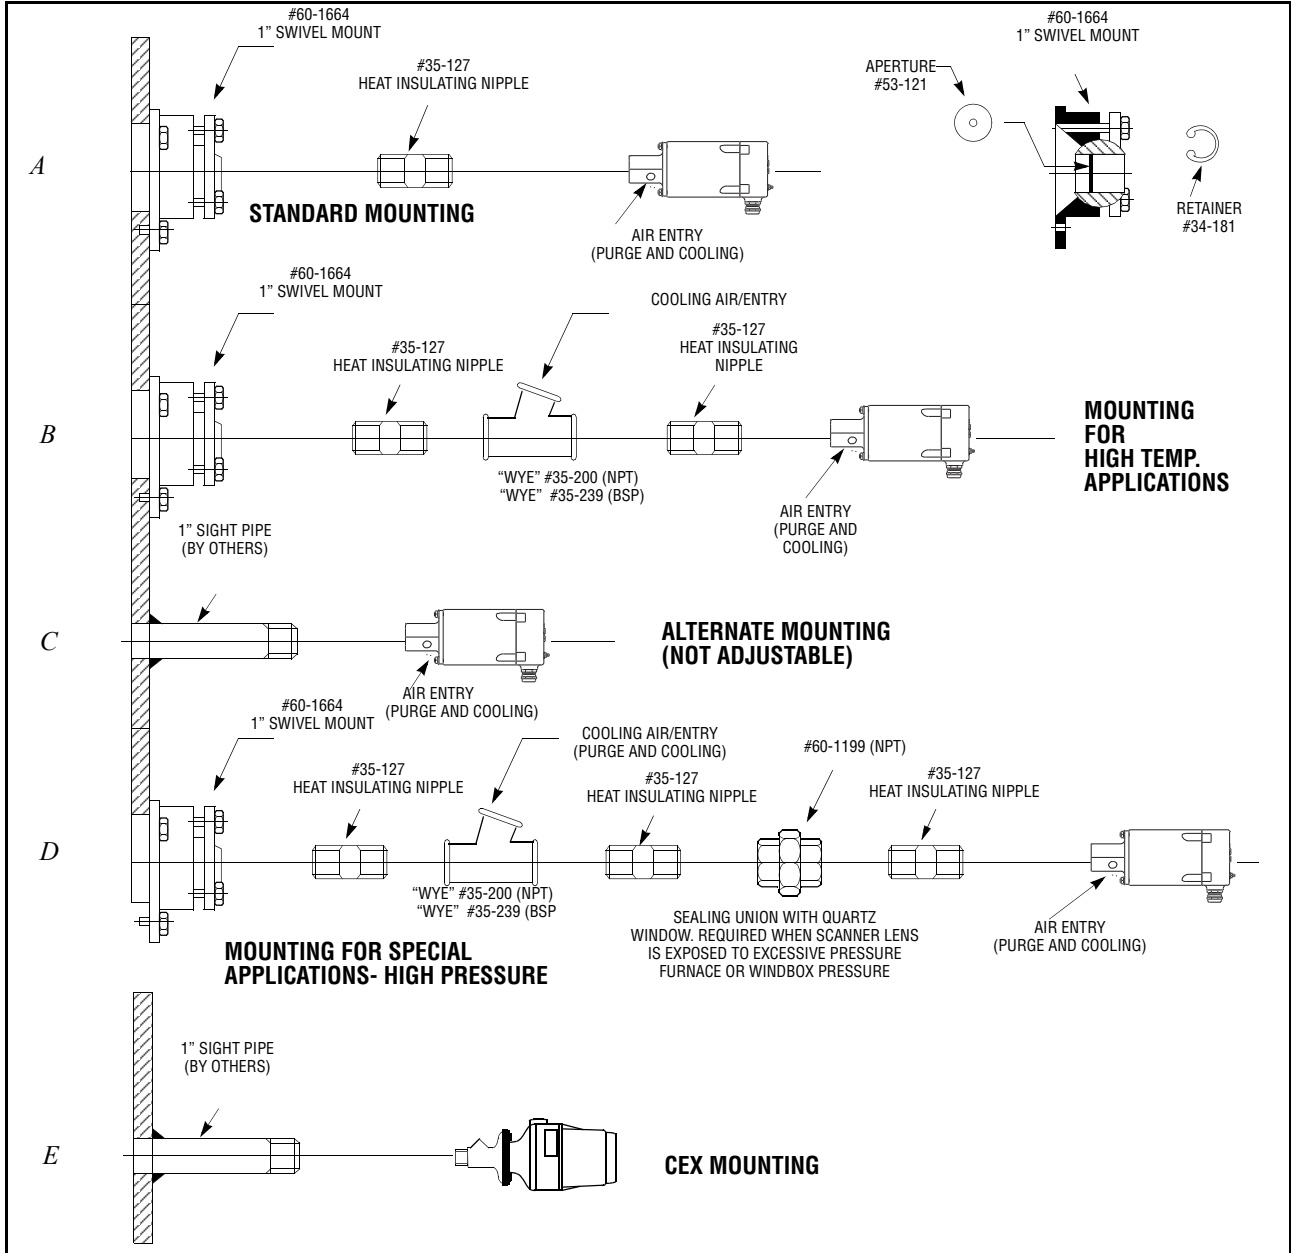 #60-1664
1” SWIVEL MOUNT
#35-127
HEAT INSULATING NIPPLE
#60-1664
1” SWIVEL MOUNT
APERTURE
#53-121
A
STANDARD MOUNTING
AIR ENTRY
(PURGE AND COOLING)
RETAINER
#34-181
#60-1664
1” SWIVEL MOUNT
#35-127
HEAT INSULATING NIPPLE
COOLING AIR/ENTRY
#35-127
HEAT INSULATING
NIPPLE
B
“WYE” #35-200 (NPT)
“WYE”  #35-239 (BSP)
AIR ENTRY
(PURGE AND
COOLING)
MOUNTING
FOR
HIGH TEMP.
APPLICATIONS
1” SIGHT PIPE
(BY OTHERS)
C
AIR ENTRY
(PURGE AND COOLING)
ALTERNATE MOUNTING
(NOT ADJUSTABLE)
#60-1664
1” SWIVEL MOUNT
#35-127
HEAT INSULATING NIPPLE
COOLING AIR/ENTRY
(PURGE AND COOLING)
#35-127
HEAT INSULATING NIPPLE
#60-1199 (NPT)
#35-127
HEAT INSULATING NIPPLE
D
“WYE” #35-200 (NPT)
“WYE”  #35-239 (BSP
SEALING UNION WITH QUARTZ
WINDOW. REQUIRED WHEN SCANNER LENS
IS EXPOSED TO EXCESSIVE PRESSURE
FURNACE OR WINDBOX PRESSURE
AIR ENTRY
(PURGE AND COOLING)
MOUNTING FOR SPECIAL
APPLICATIONS- HIGH PRESSURE
1” SIGHT PIPE
(BY OTHERS)
E
CEX MOUNTING